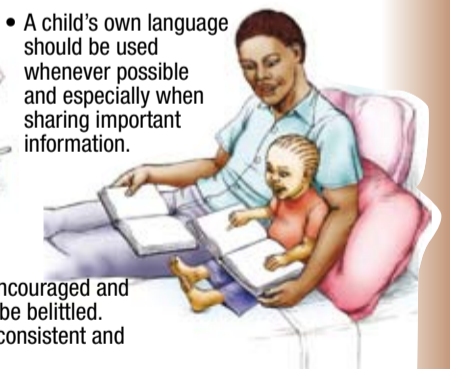 • A child's own language
should be used
whenever possible
and especially when
sharing important
information.
ncouraged and
be belittled.
consistent and